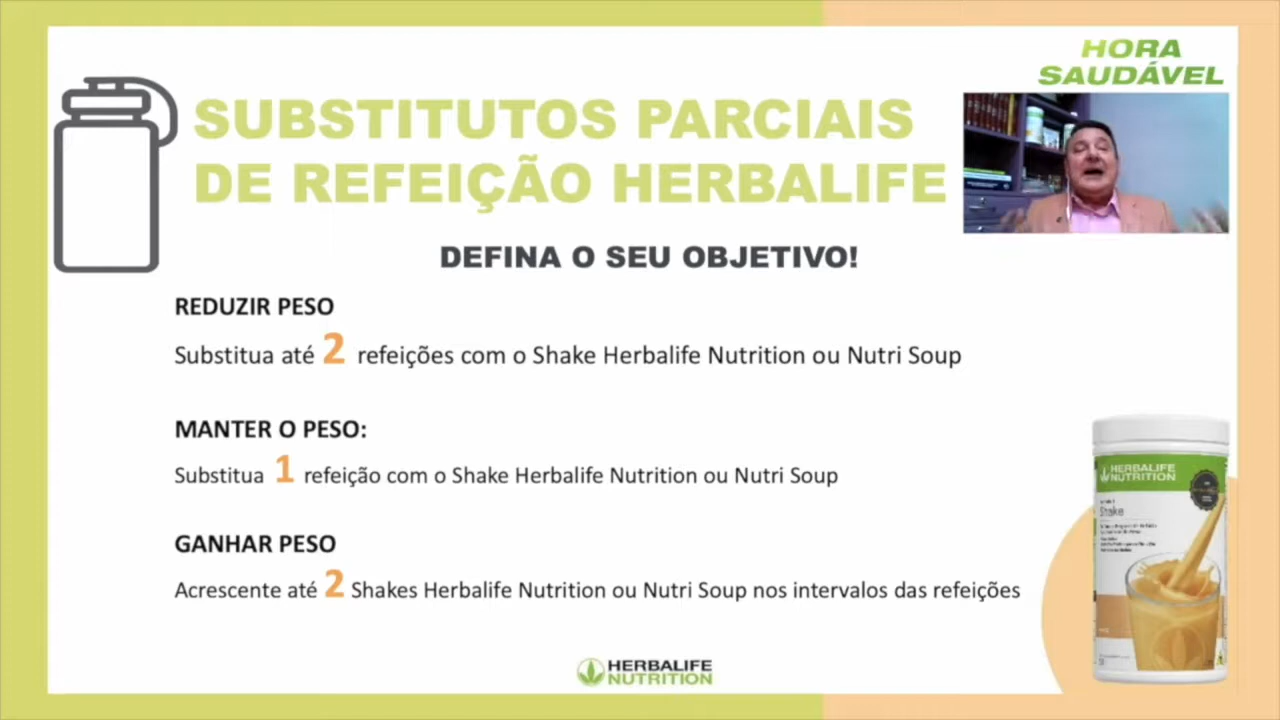 HORA
SAUDÁVEL
SUBSTITUTOS PARCIAIS
DE REFEIÇÃO HERBALIFE
DEFINA O SEU OBJETIVO!
REDUZIR PESO
Substitua até 2 refeições com o Shake Herbalife Nutrition ou Nutri Soup
MANTER O PESO:
Substitua 1 refeição com o Shake Herbalife Nutrition ou Nutri Soup
GANHAR PESO
Acrescente até 2 Shakes Herbalife Nutrition ou Nutri Soup nos intervalos das refeições
HERBALIFE
NUTRITION
Shake
HERBALIFE
NUTRITION